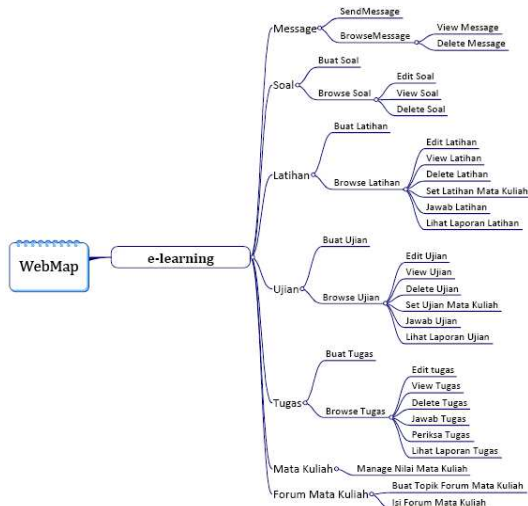 WebMap
e-learning
Message
SendMessage
BrowseMessage
View Message
Delete Message
Soal
Buat Soal
Browse Soal
Edit Soal
View Soal
Delete Soal
Latihan
Buat Latihan
Browse Latihan
Edit Latihan
View Latihan
Delete Latihan
Set Latihan Mata Kuliah
Jawab Latihan
Lihat Laporan Latihan
Ujian
Buat Ujian
Browse Ujian
Edit Ujian
View Ujian
Delete Ujian
Set Ujian Mata Kuliah
Jawab Ujian
Lihat Laporan Ujian
Tugas
Buat Tugas
Browse Tugas
Edit tugas
View Tugas
Delete Tugas
Jawab Tugas
Periksa Tugas
Lihat Laporan Tugas
Mata Kuliah
Manage Nilai Mata Kuliah
Forum Mata Kuliah
Buat Topik Forum Mata Kuliah
Isi Forum Mata Kuliah